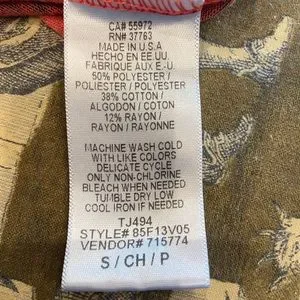 CA# 55972
RN# 37763
MADE IN U.S.A
HECHO EN EE.UU.
FABRIQUE AUX E.-U.
50% POLYESTER /
POLIESTER / POLYESTER
38% COTTON /
ALGODON / COTON
12% RAYON /
RAYON / RAYONNE
MACHINE WASH COLD
WITH LIKE COLORS
DELICATE CYCLE
ONLY NON-CHLORINE
BLEACH WHEN NEEDED
TUMBLE DRY LOW
COOL IRON IF NEEDED
TJ494
STYLE# 85F13V05
VENDOR# 715774
S / CH / P